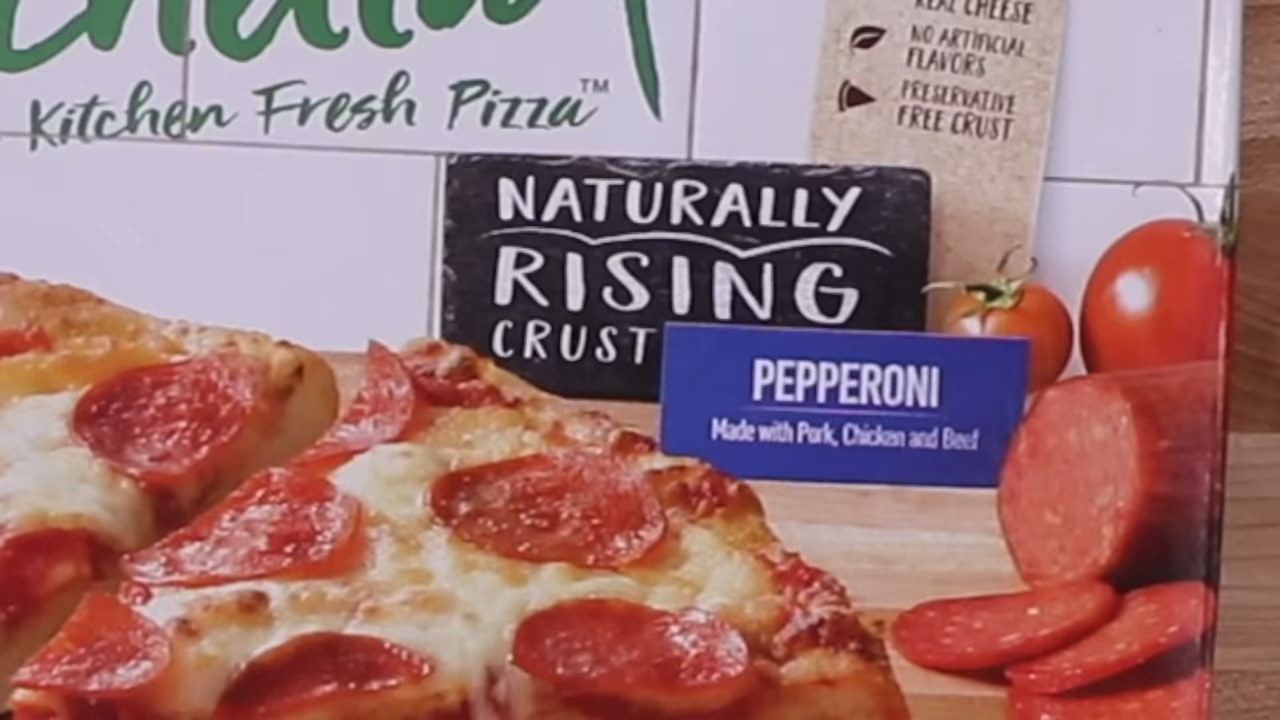 Kitchen Fresh Pizza™
REAL CHEESE
NO ARTIFICIAL
FLAVORS
PRESERVATIVE
FREE CRUST
NATURALLY
RISING
CRUST
PEPPERONI
Made with Pork, Chicken and Beef